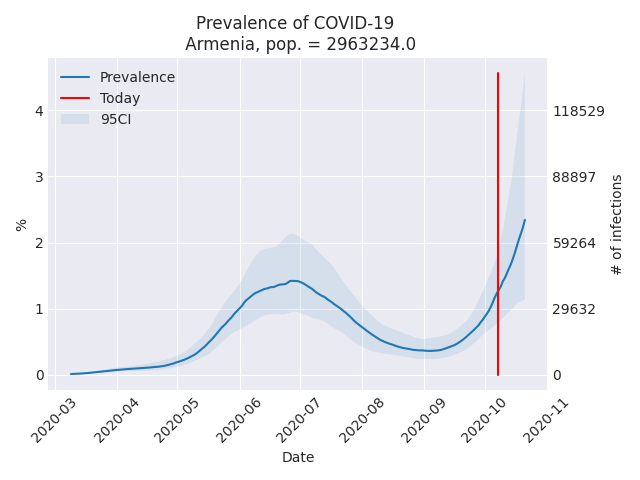 Prevalence of COVID-19
Armenia, pop. = 2963234.0
Prevalence
Today
95CI
4
3
2
1
0
%
118529
88897
59264
29632
0
# of infections
2020-03
2020-04
2020-05
2020-06
2020-07
2020-08
2020-09
2020-10
2020-11
Date